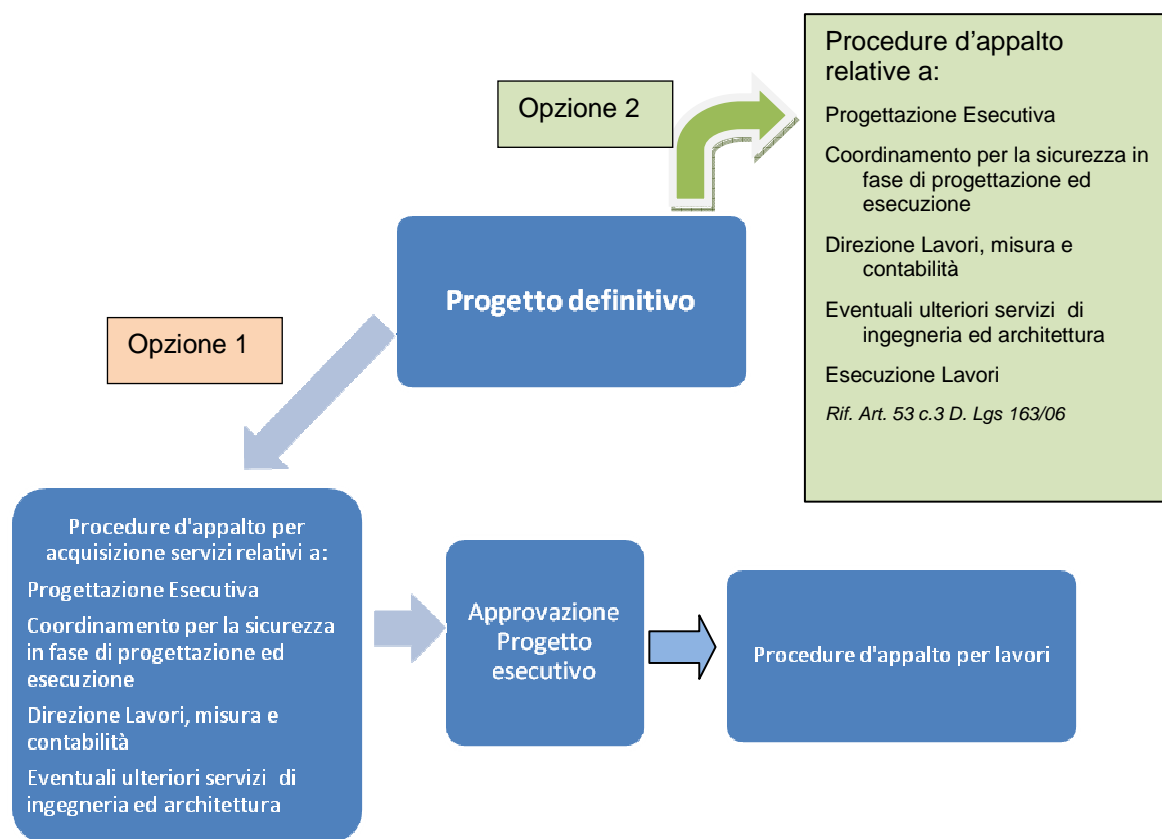 Procedure d’appalto
relative a:
Progettazione Esecutiva
Coordinamento per la sicurezza in
fase di progettazione ed
esecuzione
Direzione Lavori, misura e
contabilità
Eventuali ulteriori servizi di
ingegneria ed architettura
Esecuzione Lavori
Rif. Art. 53 c.3 D. Lgs 163/06
Opzione 2
Progetto definitivo
Opzione 1
Procedure d'appalto per
acquisizione servizi relativi a:
Progettazione Esecutiva
Coordinamento per la sicurezza
in fase di progettazione ed
esecuzione
Direzione Lavori, misura e
contabilità
Eventuali ulteriori servizi di
ingegneria ed architettura
Approvazione
Progetto
esecutivo
Procedure d'appalto per lavori